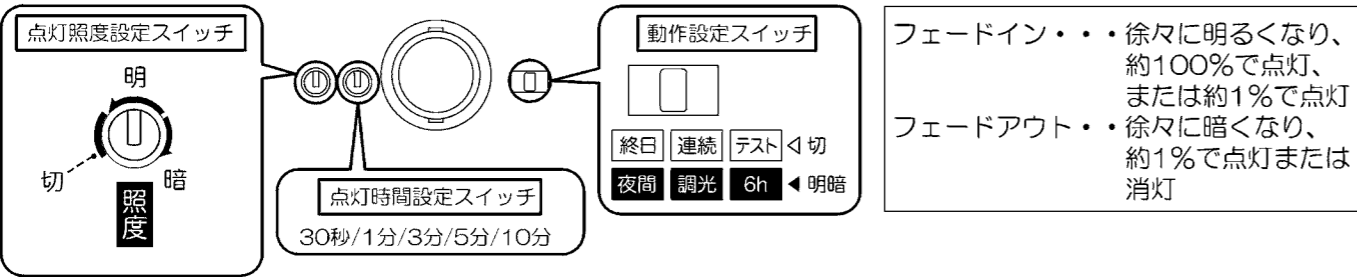 点灯照度設定スイッチ
明
切
暗
照度
点灯時間設定スイッチ
30秒/1分/3分/5分/10分
動作設定スイッチ
終日 連続 テスト ◁ 切
夜間 調光 6h ◀ 明暗
フェードイン・・・徐々に明るくなり、
約100%で点灯、
または約1%で点灯
フェードアウト・・徐々に暗くなり、
約1%で点灯または
消灯